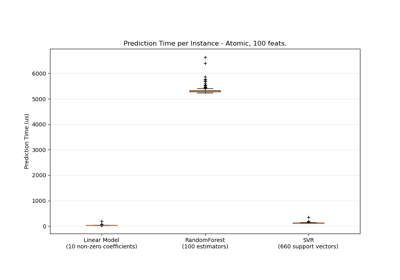 Prediction Time per Instance - Atomic, 100 feats.
Prediction Time (us)
6000
5000
4000
3000
2000
1000
0
Linear Model
(10 non-zero coefficients)
RandomForest
(100 estimators)
SVR
(660 support vectors)